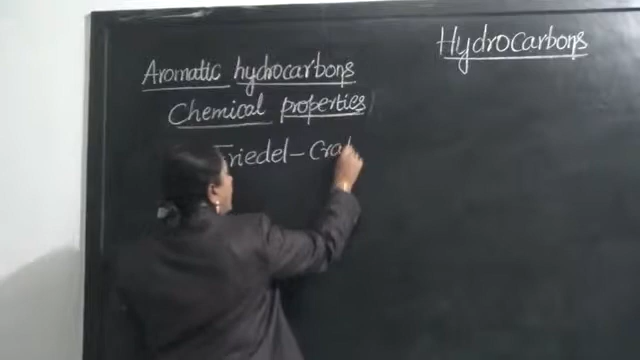 Hydrocarbons
Aromatic hydrocarbons
Chemical properties
Friedel - Cra